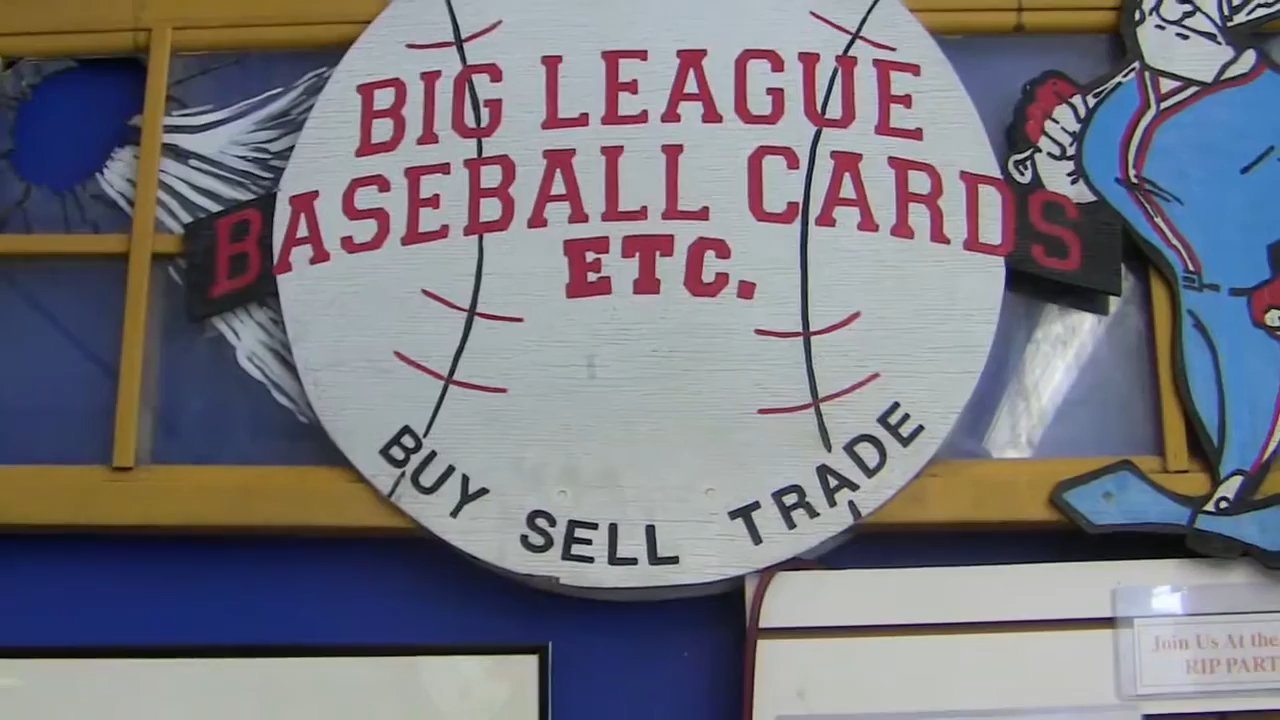 BIG LEAGUE
BASEBALL CARDS
ETC.
BUY SELL TRADE
Join Us At the
RIP PART